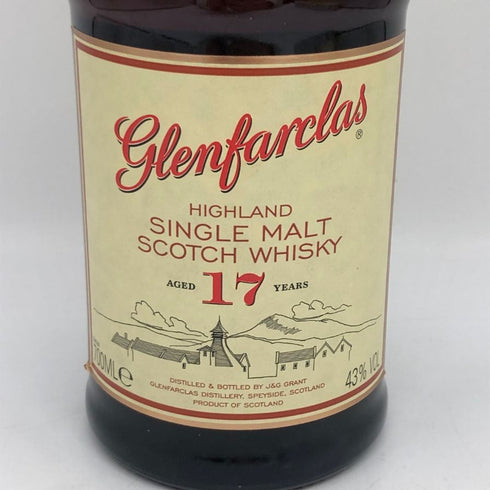 Glenfarclas®
HIGHLAND
SINGLE MALT
SCOTCH WHISKY
AGED 17 YEARS
DISTILLED & BOTTLED BY J&G GRANT
GLENFARCLAS DISTILLERY, SPEYSIDE, SCOTLAND
PRODUCT OF SCOTLAND
43% VOL